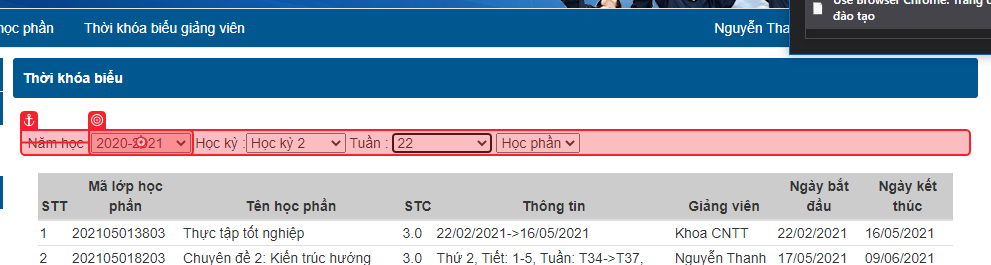 Use Browser Chrome: Trang
đào tạo
học phần Thời khóa biểu giảng viên Nguyễn
Thời khóa biểu
Năm học 2020-2021 Học kỳ : Học kỳ 2 Tuần : 22 Học phần
STT Mã lớp học phần Tên học phần STC Thông tin Giảng viên Ngày bắt đầu Ngày kết thúc
1 202105013803 Thực tập tốt nghiệp 3.0 22/02/2021->16/05/2021 Khoa CNTT 22/02/2021 16/05/2021
2 202105018203 Chuyên đề 2: Kiến trúc hướng 3.0 Thứ 2, Tiết: 1-5, Tuần: T34->T37, Nguyễn Thanh 17/05/2021 09/06/2021